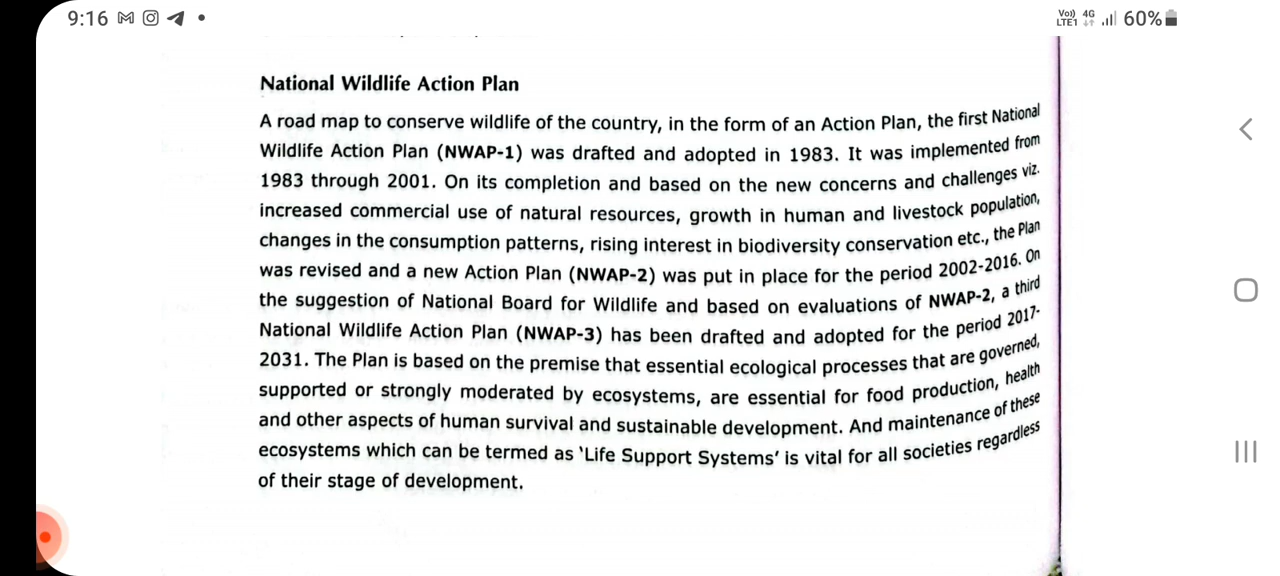 9:16
Vo)) 4G
LTE1 60%
National Wildlife Action Plan
A road map to conserve wildlife of the country, in the form of an Action Plan, the first National
Wildlife Action Plan (NWAP-1) was drafted and adopted in 1983. It was implemented from
1983 through 2001. On its completion and based on the new concerns and challenges viz.
increased commercial use of natural resources, growth in human and livestock population,
changes in the consumption patterns, rising interest in biodiversity conservation etc., the Plan
was revised and a new Action Plan (NWAP-2) was put in place for the period 2002-2016. On
the suggestion of National Board for Wildlife and based on evaluations of NWAP-2, a third
National Wildlife Action Plan (NWAP-3) has been drafted and adopted for the period 2017-
2031. The Plan is based on the premise that essential ecological processes that are governed,
supported or strongly moderated by ecosystems, are essential for food production, health
and other aspects of human survival and sustainable development. And maintenance of these
ecosystems which can be termed as 'Life Support Systems' is vital for all societies regardless
of their stage of development.